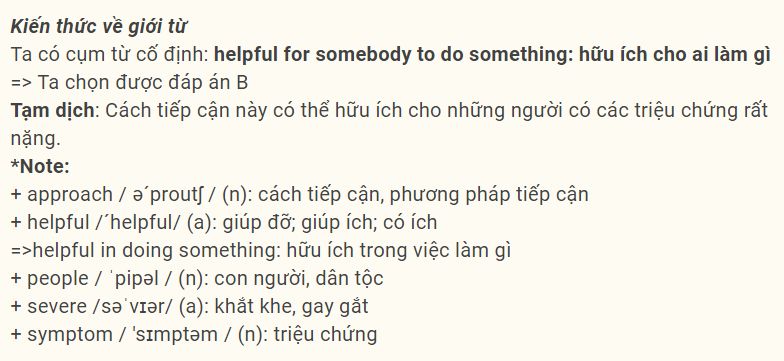 Kiến thức về giới từ
Ta có cụm từ cố định: helpful for somebody to do something: hữu ích cho ai làm gì
=> Ta chọn được đáp án B
Tạm dịch: Cách tiếp cận này có thể hữu ích cho những người có các triệu chứng rất
nặng.
*Note:
+ approach / ə´proutʃ / (n): cách tiếp cận, phương pháp tiếp cận
+ helpful /´helpful/ (a): giúp đỡ; giúp ích; có ích
=>helpful in doing something: hữu ích trong việc làm gì
+ people / ˈpipəl / (n): con người, dân tộc
+ severe /səˈvɪər/ (a): khắt khe, gay gắt
+ symptom / 'sɪmptəm / (n): triệu chứng